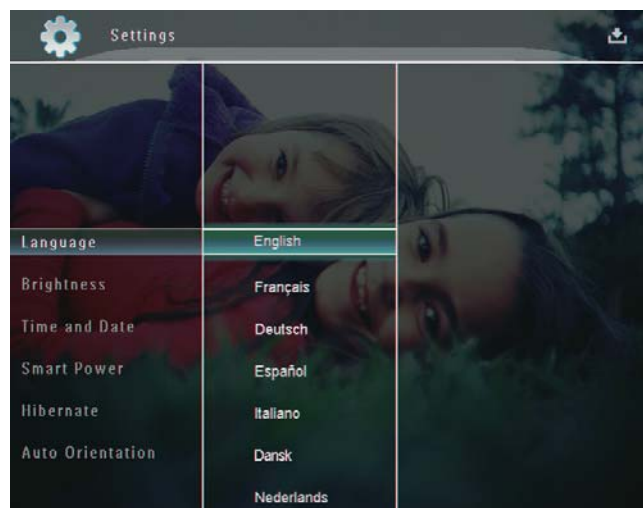 Settings
Language
Brightness
Time and Date
Smart Power
Hibernate
Auto Orientation
English
Français
Deutsch
Español
Italiano
Dansk
Nederlands